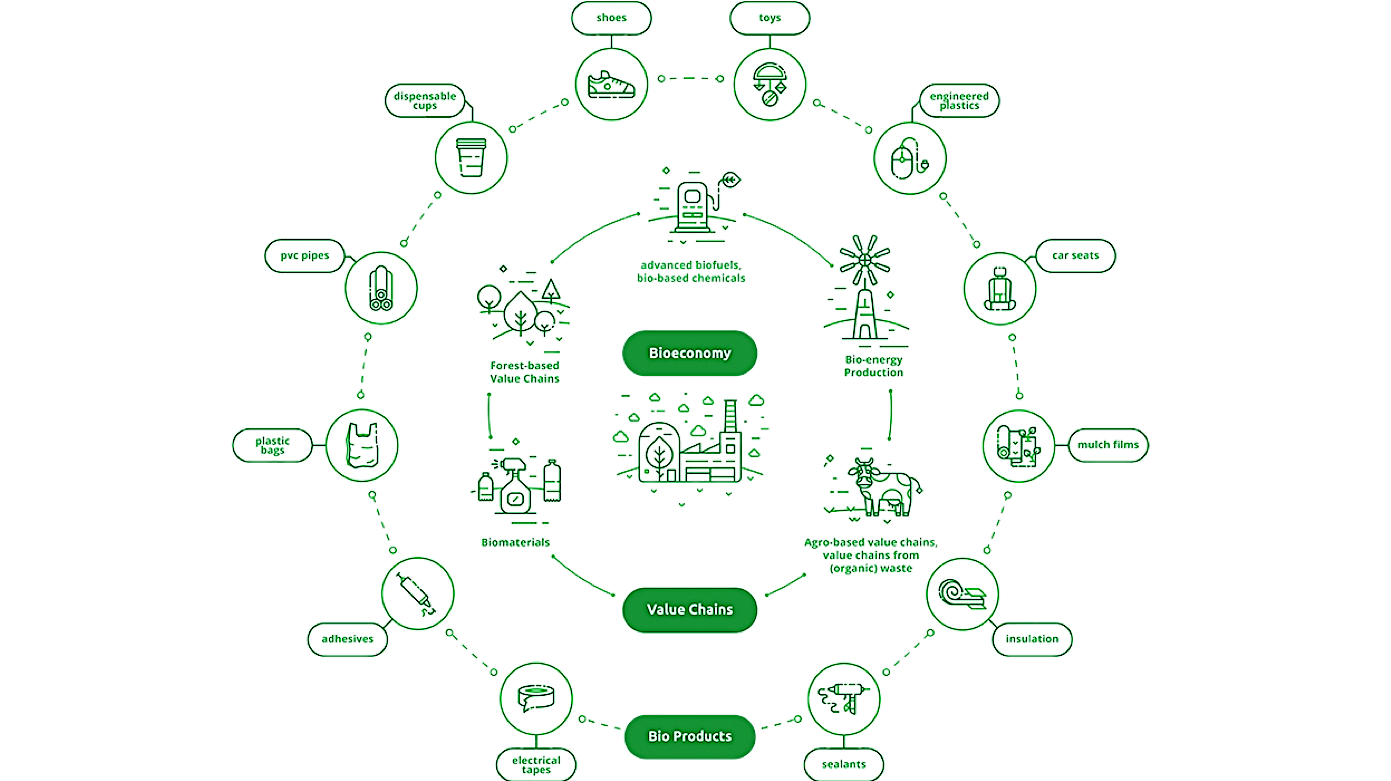 shoes
toys
dispensable
cups
engineered
plastics
pvc pipes
car seats
advanced biofuels,
bio-based chemicals
Forest-based
Value Chains
Bioeconomy
Bio-energy
Production
plastic
bags
mulch films
Biomaterials
Agro-based value chains,
value chains from
(organic) waste
Value Chains
adhesives
insulation
Bio Products
electrical
tapes
sealants